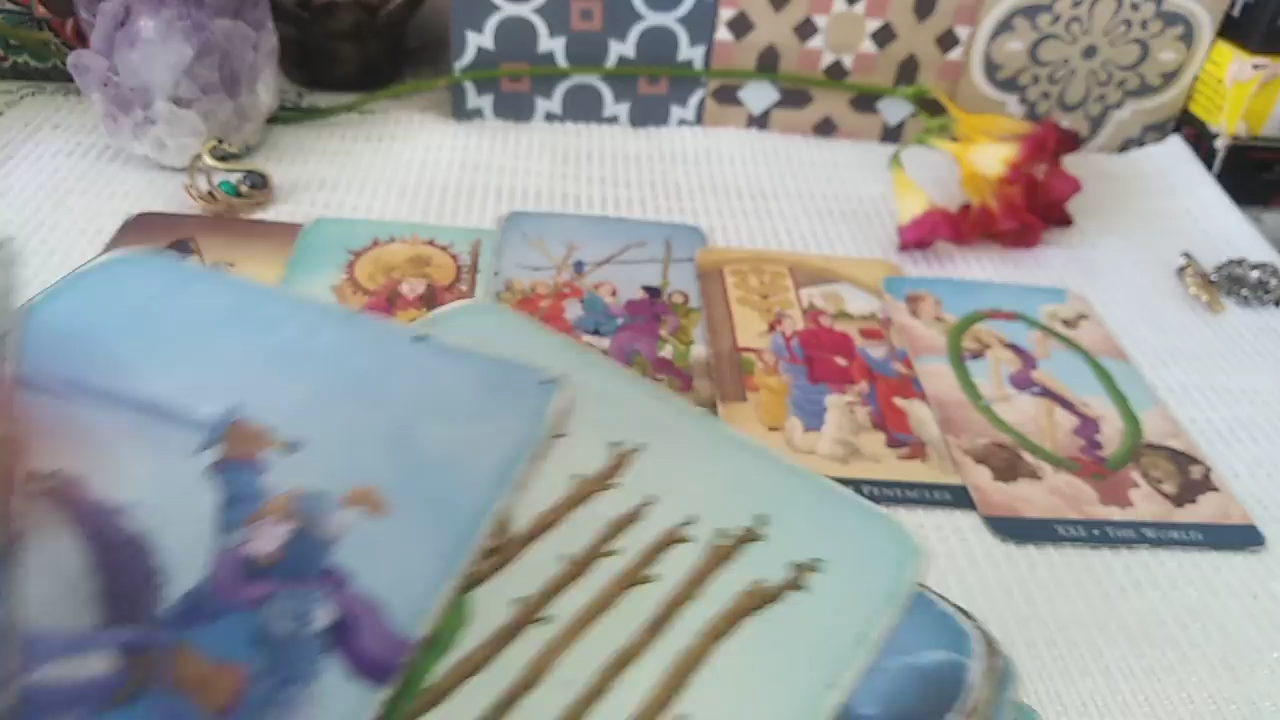 PENTACLES
XXI • THE WORLD